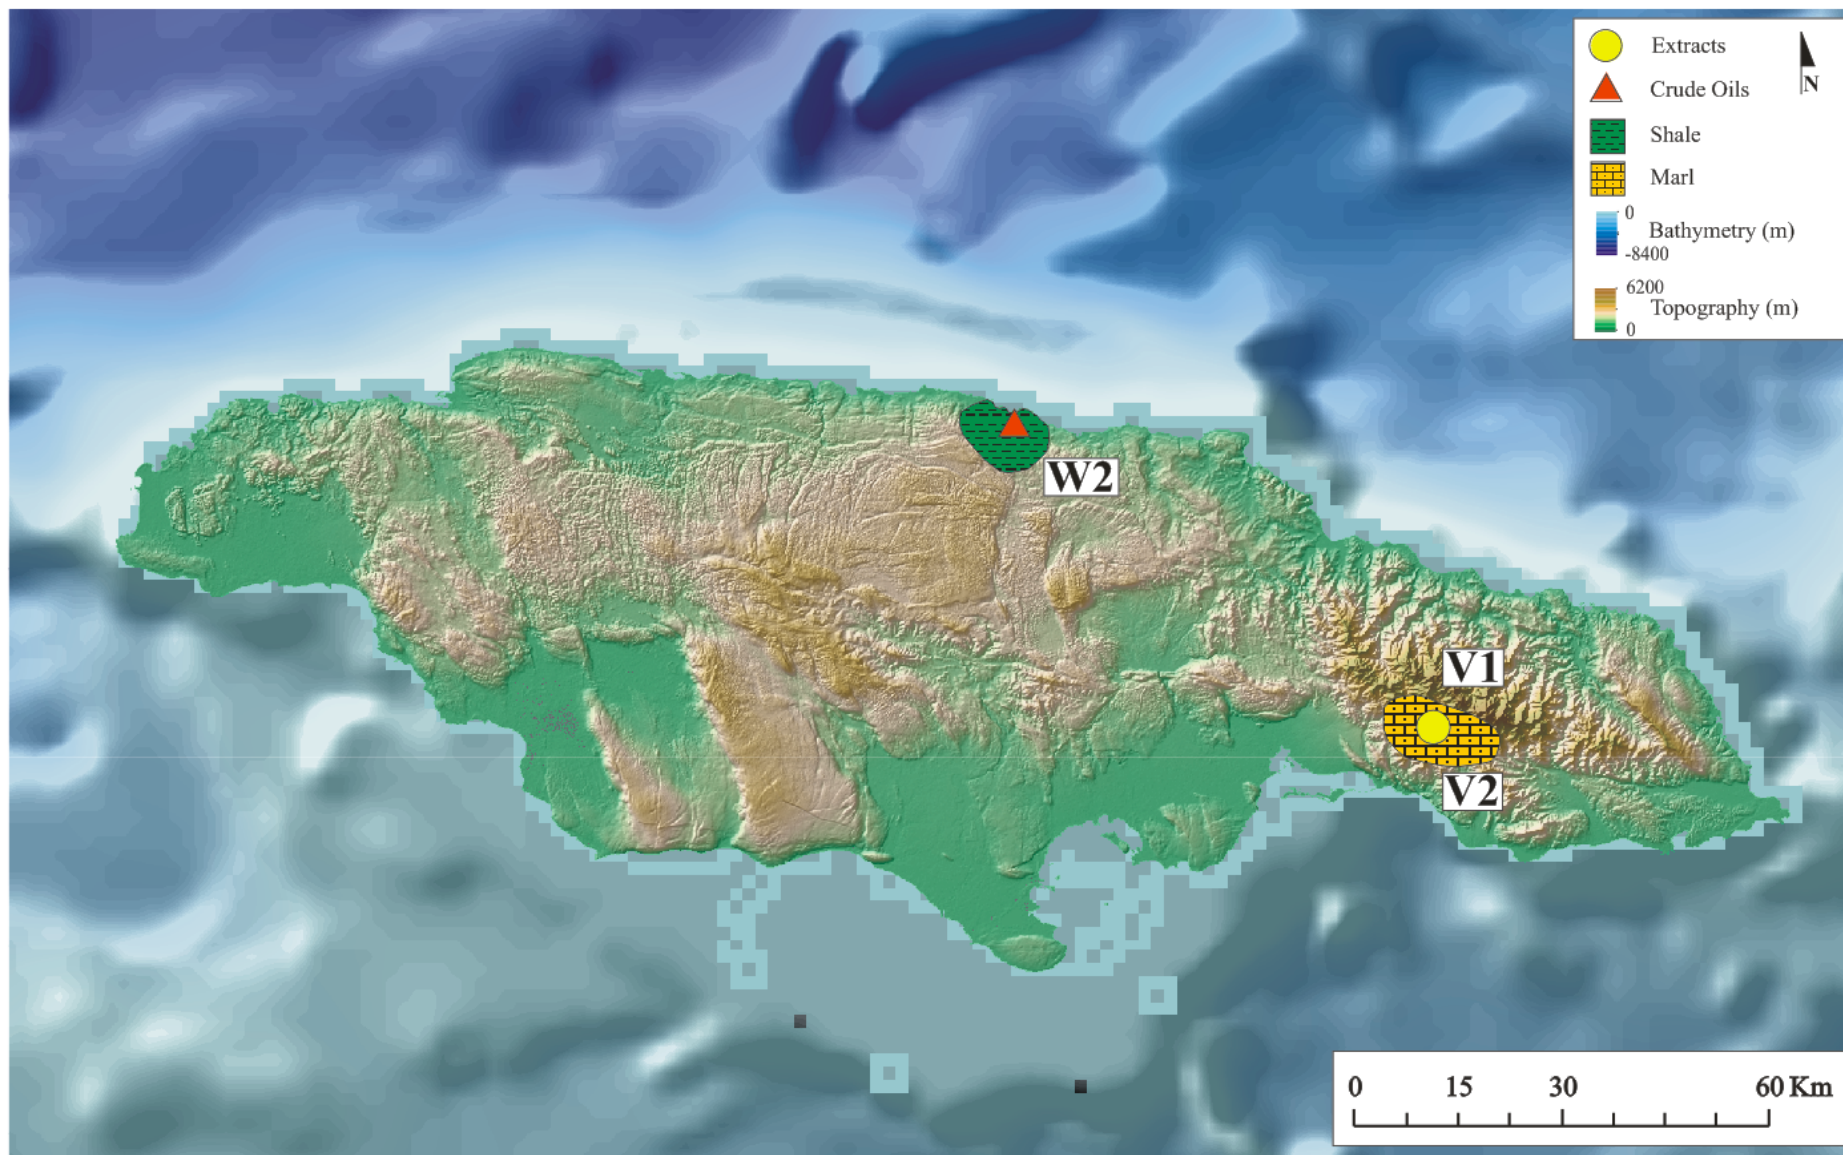 Extracts
N
Crude Oils
Shale
Marl
0
Bathymetry (m)
-8400
6200
Topography (m)
0
W2
V1
V2
0 15 30 60 Km